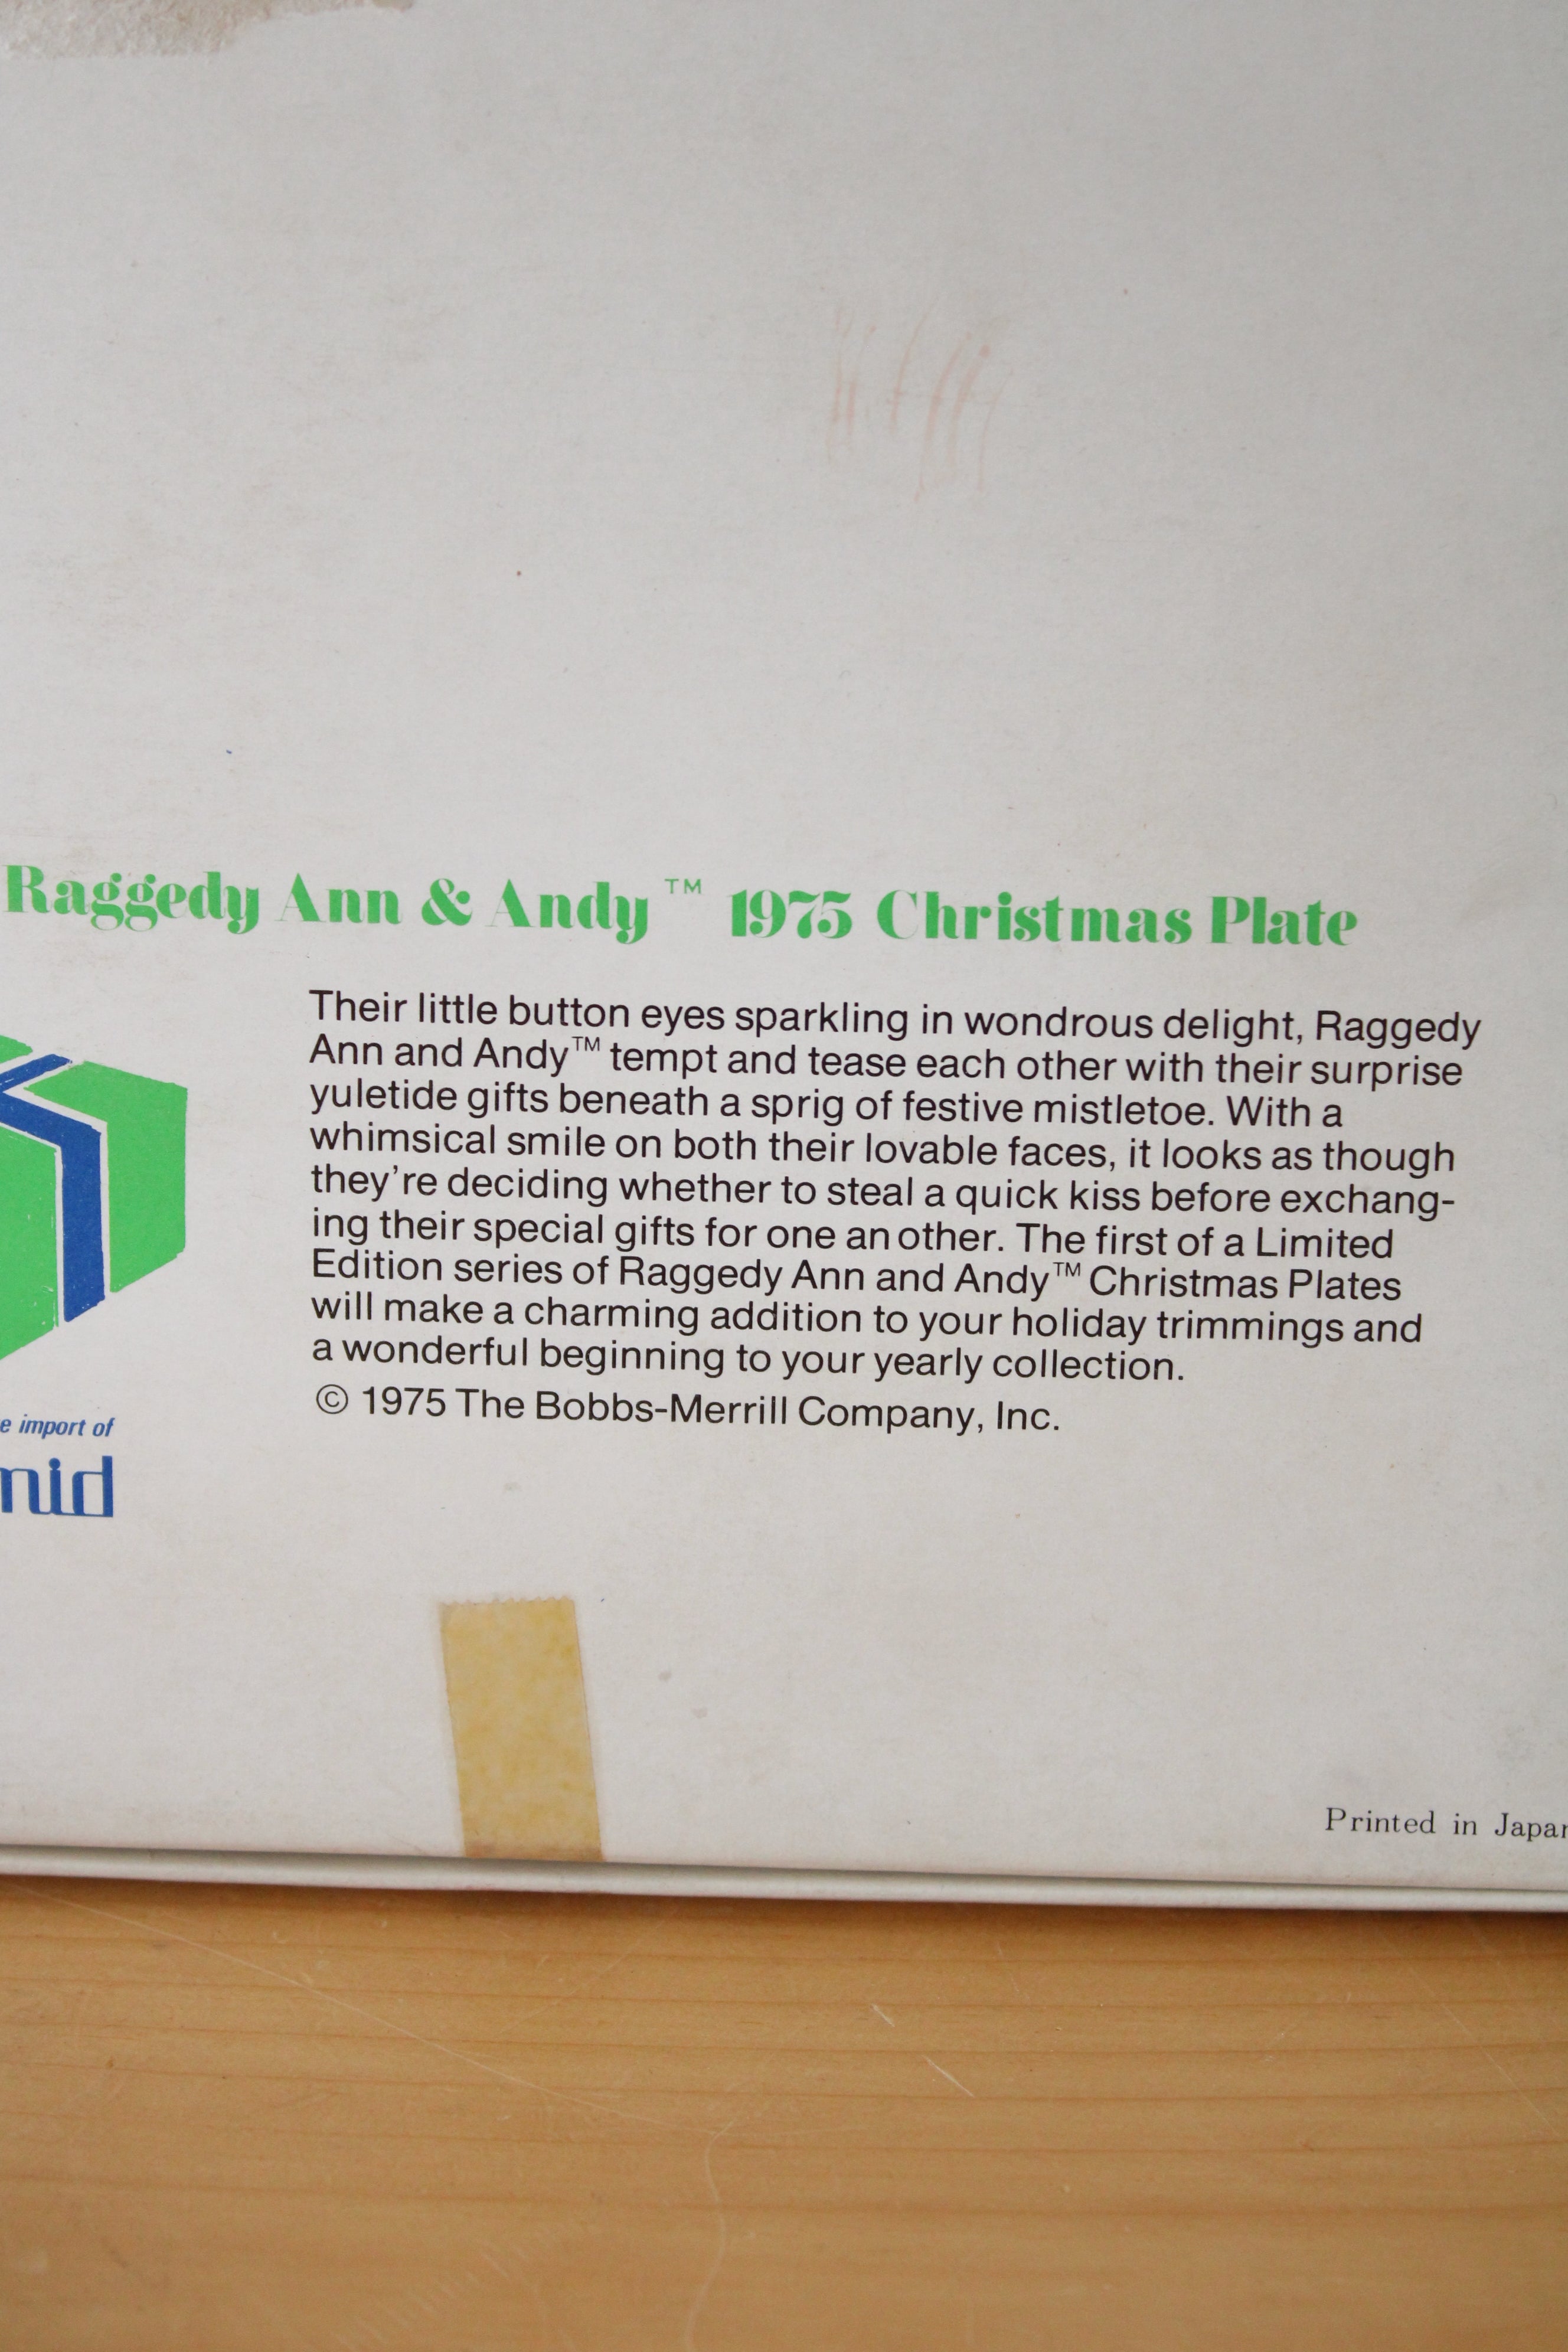 Raggedy Ann & Andy™ 1975 Christmas Plate
Their little button eyes sparkling in wondrous delight, Raggedy
Ann and Andy™ tempt and tease each other with their surprise
yuletide gifts beneath a sprig of festive mistletoe. With a
whimsical smile on both their lovable faces, it looks as though
they're deciding whether to steal a quick kiss before exchang-
ing their special gifts for one another. The first of a Limited
Edition series of Raggedy Ann and Andy™ Christmas Plates
will make a charming addition to your holiday trimmings and
a wonderful beginning to your yearly collection.
© 1975 The Bobbs-Merrill Company, Inc.
import of
Printed in